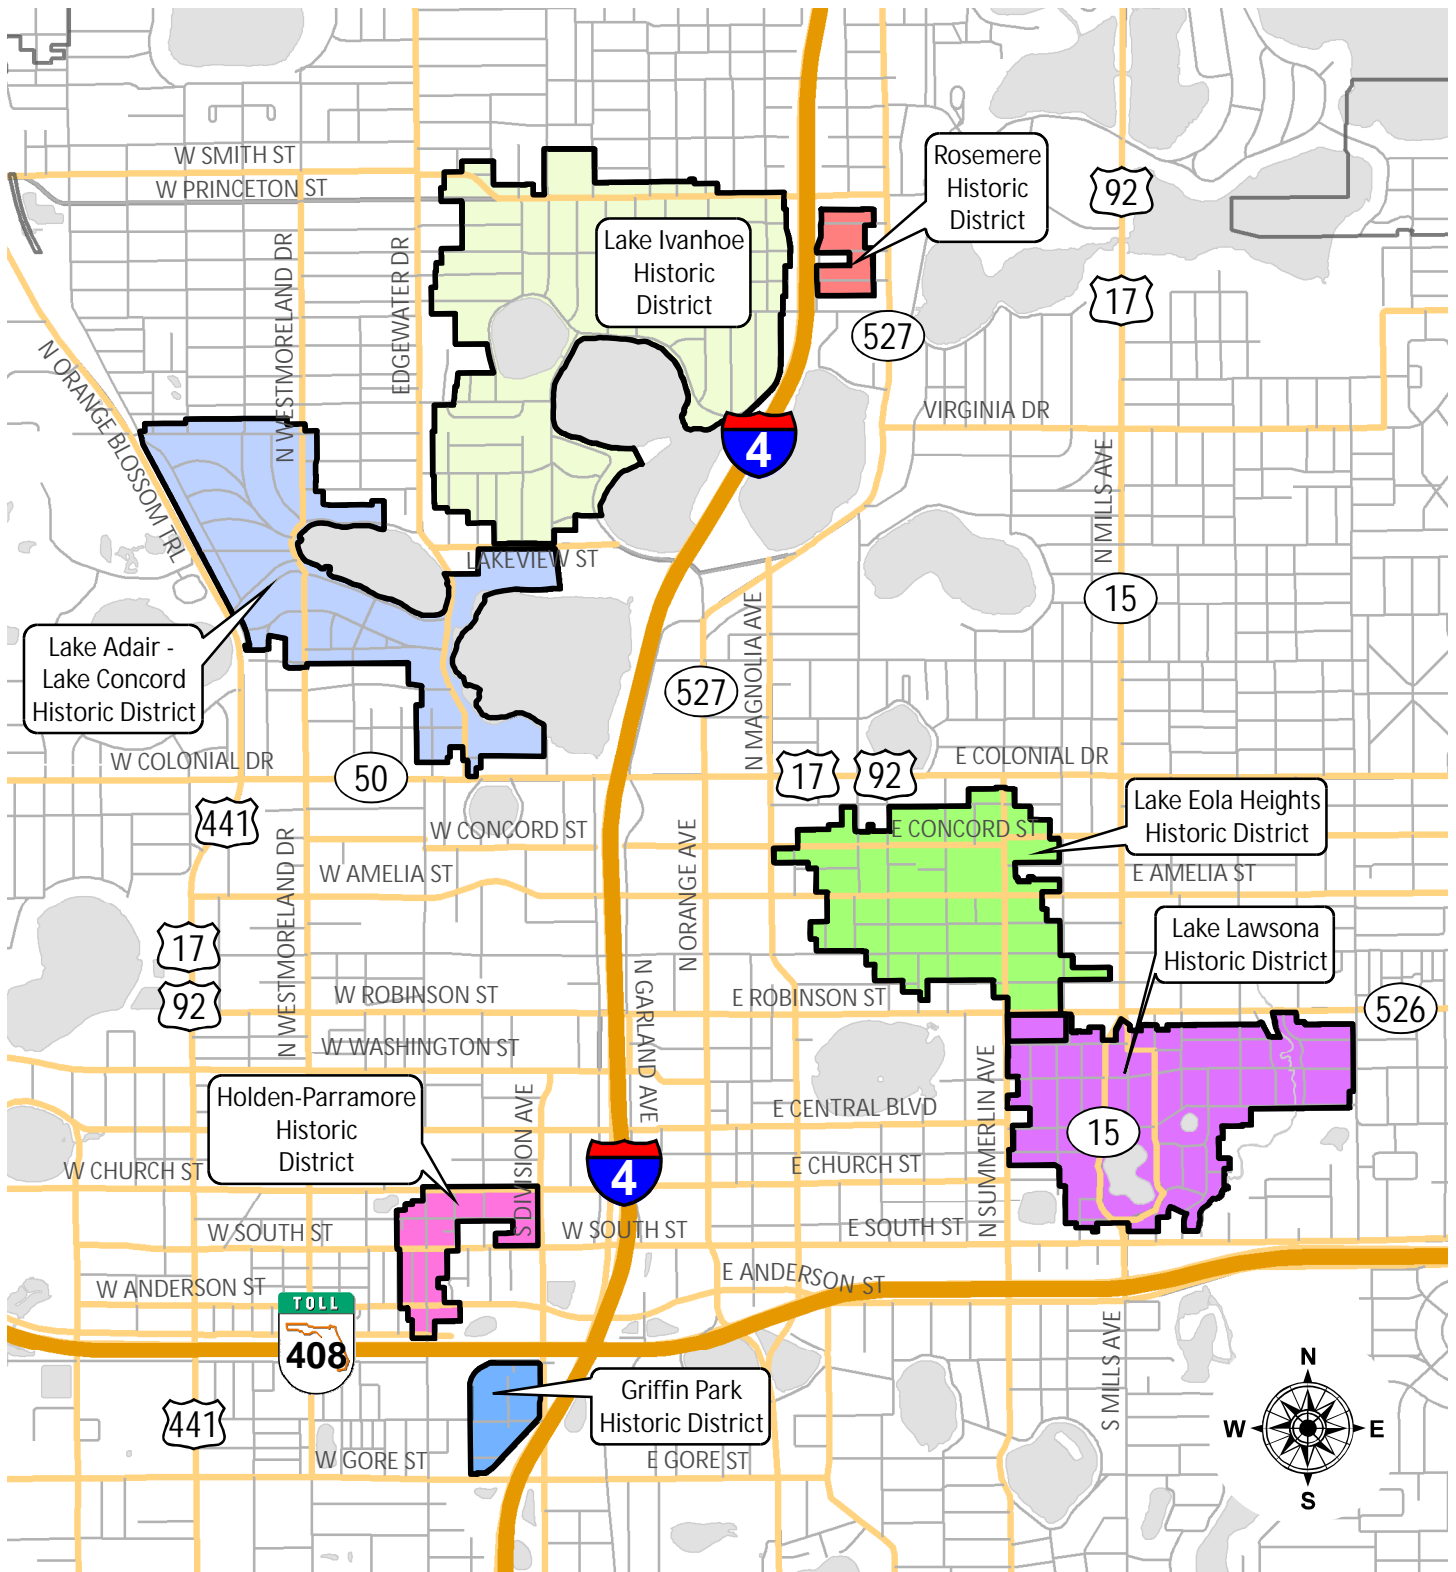 W SMITH ST
W PRINCETON ST
Rosemere
Historic
District
92
Lake Ivanhoe
Historic
District
N WESTMORELAND DR
EDGEWATER DR
17
527
N ORANGE BLOSSOM TRL
VIRGINIA DR
4
N MILLS AVE
LAKEVIEW ST
15
Lake Adair -
Lake Concord
Historic District
N MAGNOLIA AVE
527
W COLONIAL DR
50
E COLONIAL DR
17
92
441
Lake Eola Heights
Historic District
W CONCORD ST
E CONCORD ST
W AMELIA ST
E AMELIA ST
N WESTMORELAND DR
N ORANGE AVE
Lake Lawsona
Historic District
17
92
W ROBINSON ST
N GARLAND AVE
E ROBINSON ST
526
W WASHINGTON ST
N SUMMERLIN AVE
Holden-Parramore
Historic
District
S DIVISION AVE
E CENTRAL BLVD
15
W CHURCH ST
4
E CHURCH ST
W SOUTH ST
W SOUTH ST
E SOUTH ST
W ANDERSON ST
E ANDERSON ST
TOLL
408
S MILLS AVE
Griffin Park
Historic District
441
W GORE ST
E GORE ST
N
W
E
S